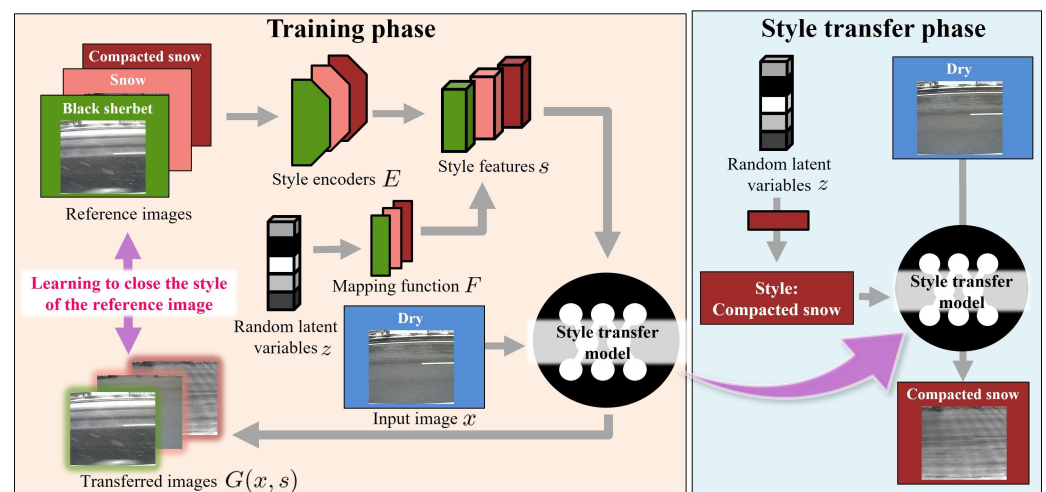 Training phase
Compacted snow
Snow
Black sherbet
Reference images
Style encoders E
Style features s
Random latent
variables z
Mapping function F
Learning to close the style
of the reference image
Dry
Input image x
Style transfer
model
Transferred images G(x, s)
Style transfer phase
Random latent
variables z
Dry
Style:
Compacted snow
Style transfer
model
Compacted snow